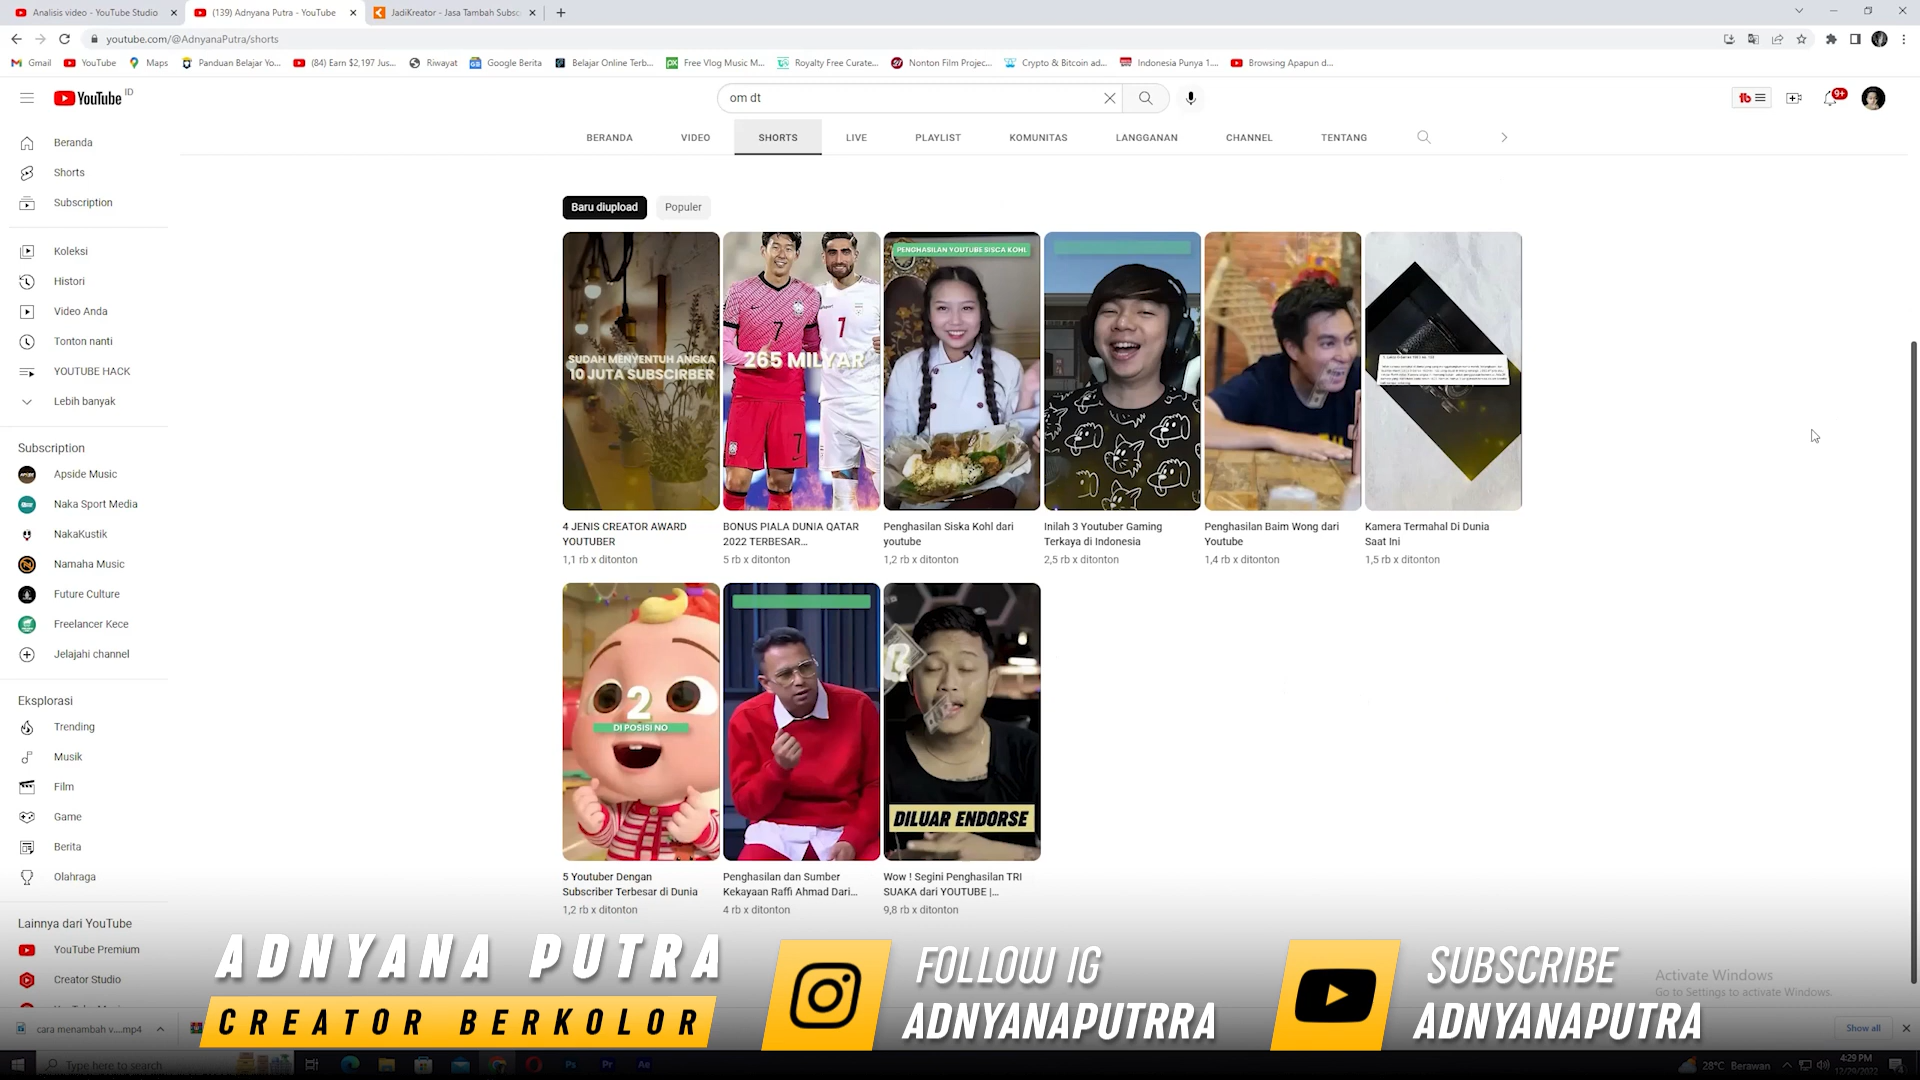 Analisis video - YouTube Studio
(139) Adnyana Putra - YouTube
JadiKreator - Jasa Tambah Subsc
youtube.com/@AdnyanaPutra/shorts
Gmail
YouTube
Maps
Panduan Belajar Yo...
(84) Earn $2,197 Jus...
Riwayat
Google Berita
Belajar Online Terb...
Free Vlog Music M...
Royalty Free Curate...
Nonton Film Projec...
Crypto & Bitcoin ad...
Indonesia Punya 1....
Browsing Apapun d...
YouTube ID
om dt
9+
BERANDA
VIDEO
SHORTS
LIVE
PLAYLIST
KOMUNITAS
LANGGANAN
CHANNEL
TENTANG
Beranda
Shorts
Subscription
Koleksi
Histori
Video Anda
Tonton nanti
YOUTUBE HACK
Lebih banyak
Subscription
Apside Music
Naka Sport Media
NakaKustik
Namaha Music
Future Culture
Freelancer Kece
Jelajahi channel
Eksplorasi
Trending
Musik
Film
Game
Berita
Olahraga
Lainnya dari YouTube
YouTube Premium
Creator Studio
Baru diupload
Populer
SUDAH MENYENTUH ANGKA
10 JUTA SUBSCIRBER
7
7
7
265 MILYAR
PENGHASILAN YOUTUBE SISCA KOHL
4 JENIS CREATOR AWARD
YOUTUBER
1,1 rb x ditonton
BONUS PIALA DUNIA QATAR
2022 TERBESAR...
5 rb x ditonton
Penghasilan Siska Kohl dari
youtube
1,2 rb x ditonton
Inilah 3 Youtuber Gaming
Terkaya di Indonesia
2,5 rb x ditonton
Penghasilan Baim Wong dari
Youtube
1,4 rb x ditonton
Kamera Termahal Di Dunia
Saat Ini
1,5 rb x ditonton
2
DI POSISI NO
DILUAR ENDORSE
5 Youtuber Dengan
Subscriber Terbesar di Dunia
1,2 rb x ditonton
Penghasilan dan Sumber
Kekayaan Raffi Ahmad Dari...
4 rb x ditonton
Wow ! Segini Penghasilan TRI
SUAKA dari YOUTUBE |...
9,8 rb x ditonton
ADNYANA PUTRA
CREATOR BERKOLOR
FOLLOW IG
ADNYANAPUTRRA
SUBSCRIBE
ADNYANAPUTRA
Activate Windows
Go to Settings to activate Windows.
cara menambah v....mp4
Show all
Type here to search
28°C Berawan
4:29 PM
12/29/2022